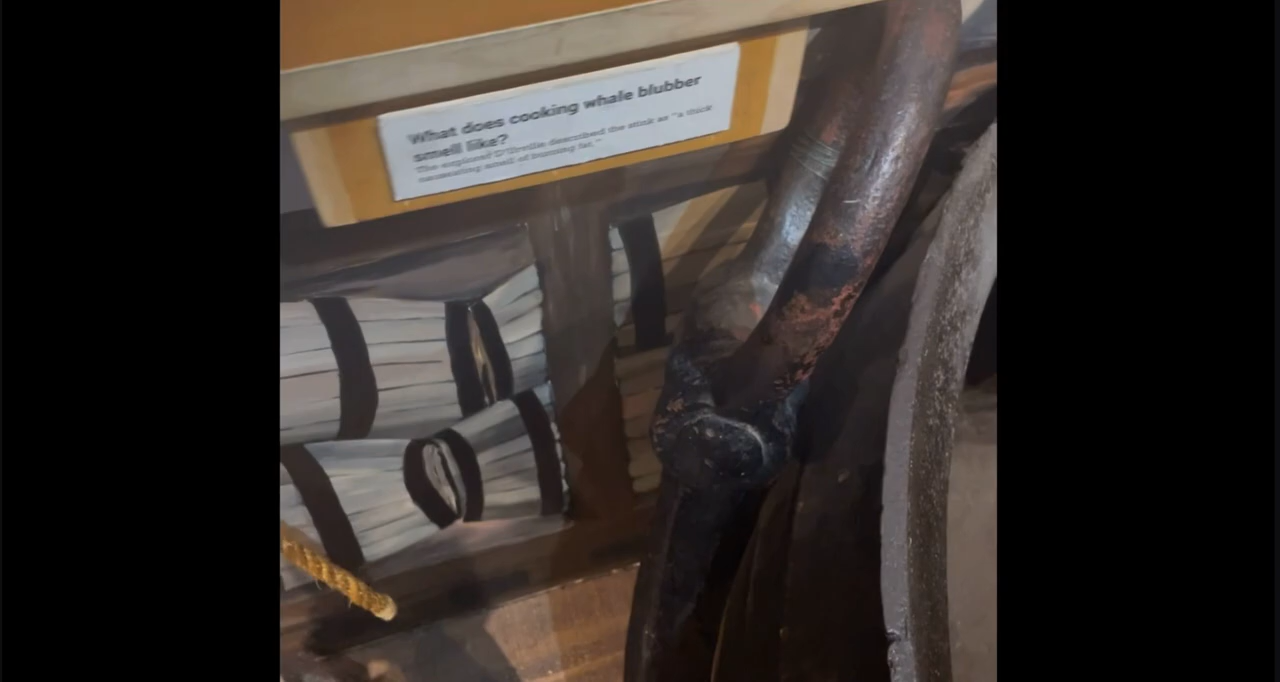 What does cooking whale blubber
smell like?
The explorer D'Urville described the stink as "a thick
nauseating smell of burning fat."